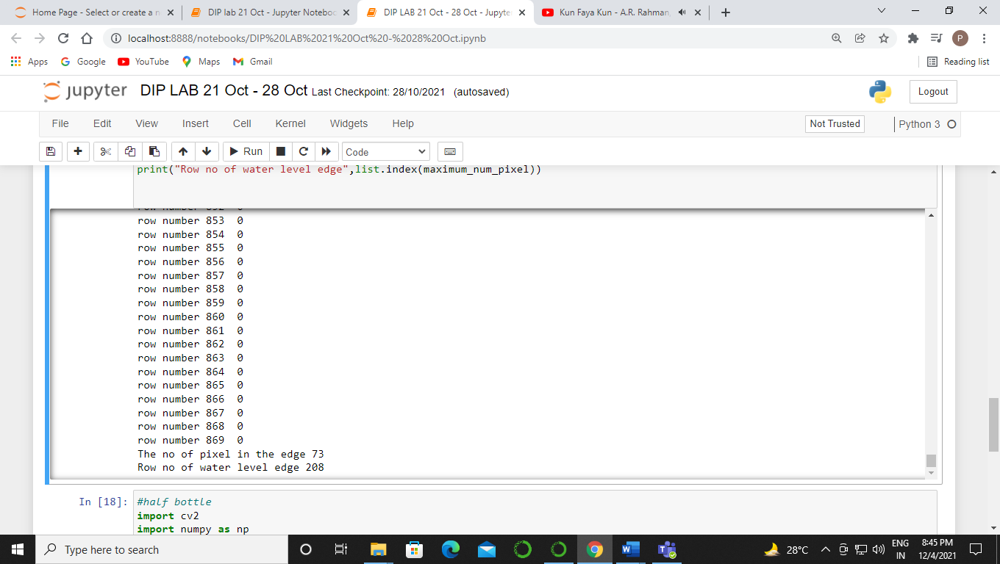 Home Page - Select or create a n
DIP lab 21 Oct - Jupyter Noteboo
DIP LAB 21 Oct - 28 Oct - Jupyte
Kun Faya Kun - A.R. Rahman,
localhost:8888/notebooks/DIP%20LAB%2021%20Oct%20-%2028%20Oct.ipynb
P
Apps Google YouTube Maps Gmail Reading list
jupyter DIP LAB 21 Oct - 28 Oct Last Checkpoint: 28/10/2021 (autosaved) Logout
File Edit View Insert Cell Kernel Widgets Help Not Trusted Python 3
Run Code
print("Row no of water level edge",list.index(maximum_num_pixel))
row number 852 0
row number 853 0
row number 854 0
row number 855 0
row number 856 0
row number 857 0
row number 858 0
row number 859 0
row number 860 0
row number 861 0
row number 862 0
row number 863 0
row number 864 0
row number 865 0
row number 866 0
row number 867 0
row number 868 0
row number 869 0
The no of pixel in the edge 73
Row no of water level edge 208
In [18]: #half bottle
import cv2
import numpy as np
Type here to search
28°C
ENG
IN
8:45 PM
12/4/2021